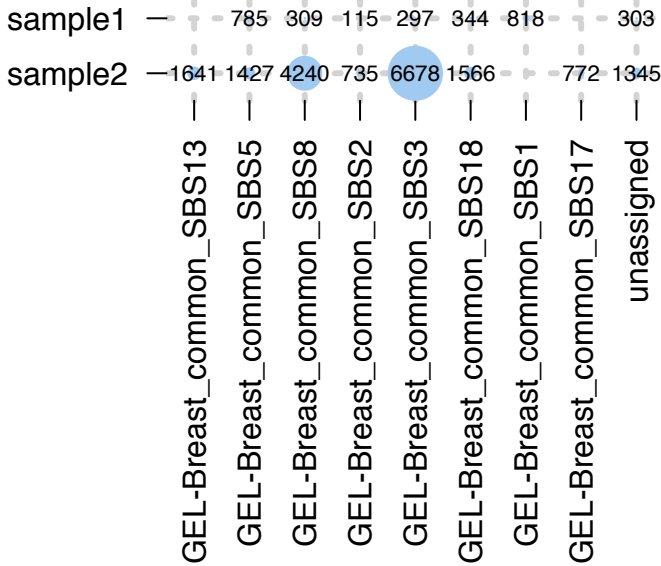 sample1 785 309 115 297 344 818 303
sample2 1641 1427 4240 735 6678 1566 772 1345
GEL-Breast_common_SBS13
GEL-Breast_common_SBS5
GEL-Breast_common_SBS8
GEL-Breast_common_SBS2
GEL-Breast_common_SBS3
GEL-Breast_common_SBS18
GEL-Breast_common_SBS1
GEL-Breast_common_SBS17
unassigned